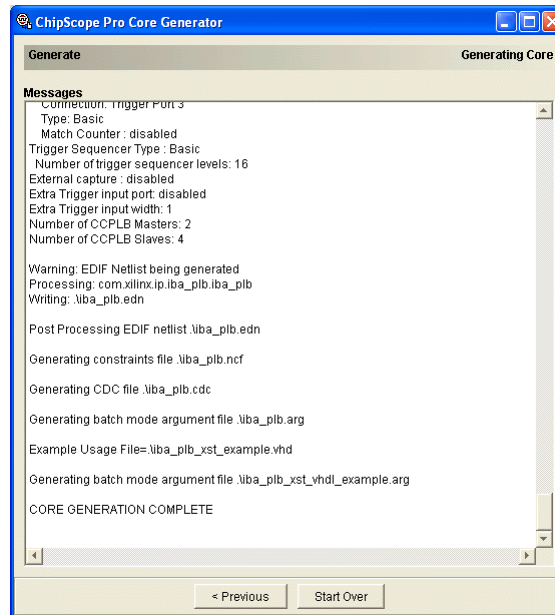 ChipScope Pro Core Generator
Generate
Generating Core
Messages
Connection: Trigger Port 3
Type: Basic
Match Counter : disabled
Trigger Sequencer Type : Basic
Number of trigger sequencer levels: 16
External capture : disabled
Extra Trigger input port: disabled
Extra Trigger input width: 1
Number of CCPLB Masters: 2
Number of CCPLB Slaves: 4
Warning: EDIF Netlist being generated
Processing: com.xilinx.ip.iba_plb.iba_plb
Writing: .\iba_plb.edn
Post Processing EDIF netlist .\iba_plb.edn
Generating constraints file .\iba_plb.ncf
Generating CDC file .\iba_plb.cdc
Generating batch mode argument file .\iba_plb.arg
Example Usage File=.\iba_plb_xst_example.vhd
Generating batch mode argument file .\iba_plb_xst_vhdl_example.arg
CORE GENERATION COMPLETE
< Previous
Start Over